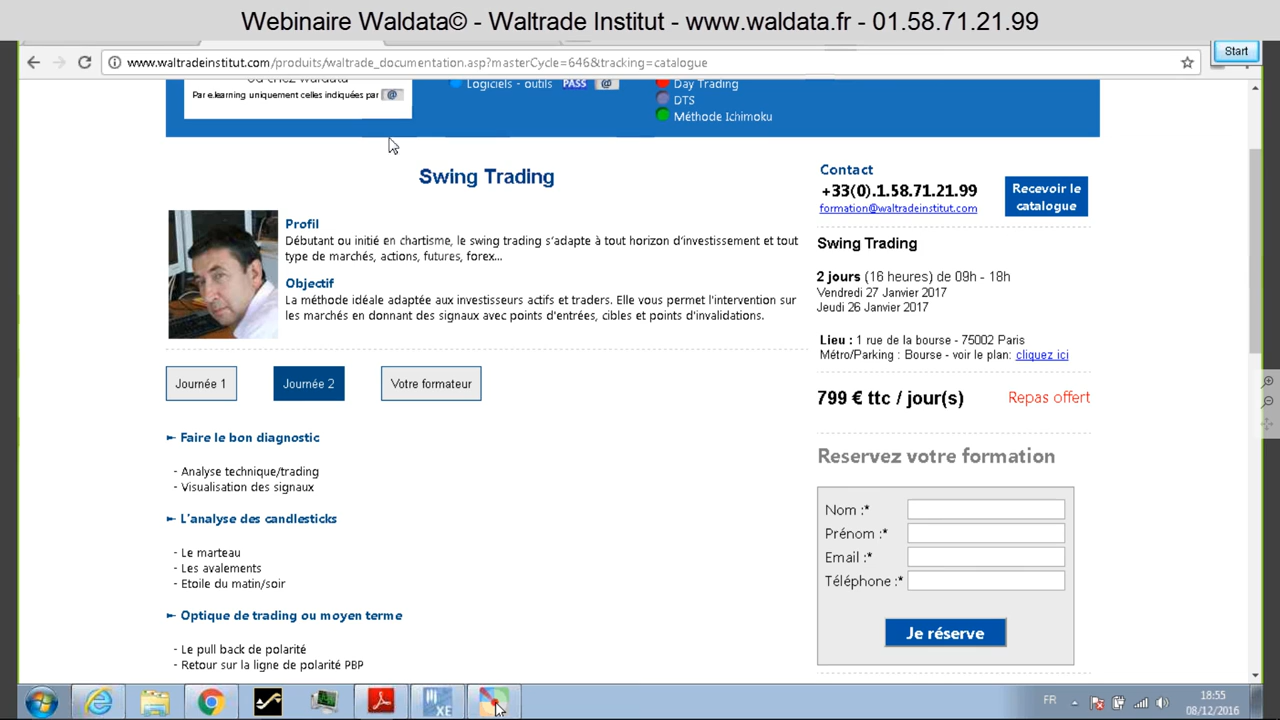 Webinaire Waldata© - Waltrade Institut - www.waldata.fr - 01.58.71.21.99
Start
www.waltradeinstitut.com/produits/waltrade_documentation.asp?masterCycle=646&tracking=catalogue
ou chez waldata
Par e.learning uniquement celles indiquées par @
Logiciels - outils PASS @
Day Trading
DTS
Méthode Ichimoku
Swing Trading
Profil
Débutant ou initié en chartisme, le swing trading s'adapte à tout horizon d'investissement et tout
type de marchés, actions, futures, forex...
Objectif
La méthode idéale adaptée aux investisseurs actifs et traders. Elle vous permet l'intervention sur
les marchés en donnant des signaux avec points d'entrées, cibles et points d'invalidations.
Journée 1
Journée 2
Votre formateur
► Faire le bon diagnostic
- Analyse technique/trading
- Visualisation des signaux
► L'analyse des candlesticks
- Le marteau
- Les avalements
- Etoile du matin/soir
► Optique de trading ou moyen terme
- Le pull back de polarité
- Retour sur la ligne de polarité PBP
Contact
+33(0).1.58.71.21.99
formation@waltradeinstitut.com
Recevoir le
catalogue
Swing Trading
2 jours (16 heures) de 09h - 18h
Vendredi 27 Janvier 2017
Jeudi 26 Janvier 2017
Lieu : 1 rue de la bourse - 75002 Paris
Métro/Parking : Bourse - voir le plan: cliquez ici
799 € ttc / jour(s)
Repas offert
Reservez votre formation
Nom :*
Prénom :*
Email :*
Téléphone :*
Je réserve
XE
FR
18:55
08/12/2016